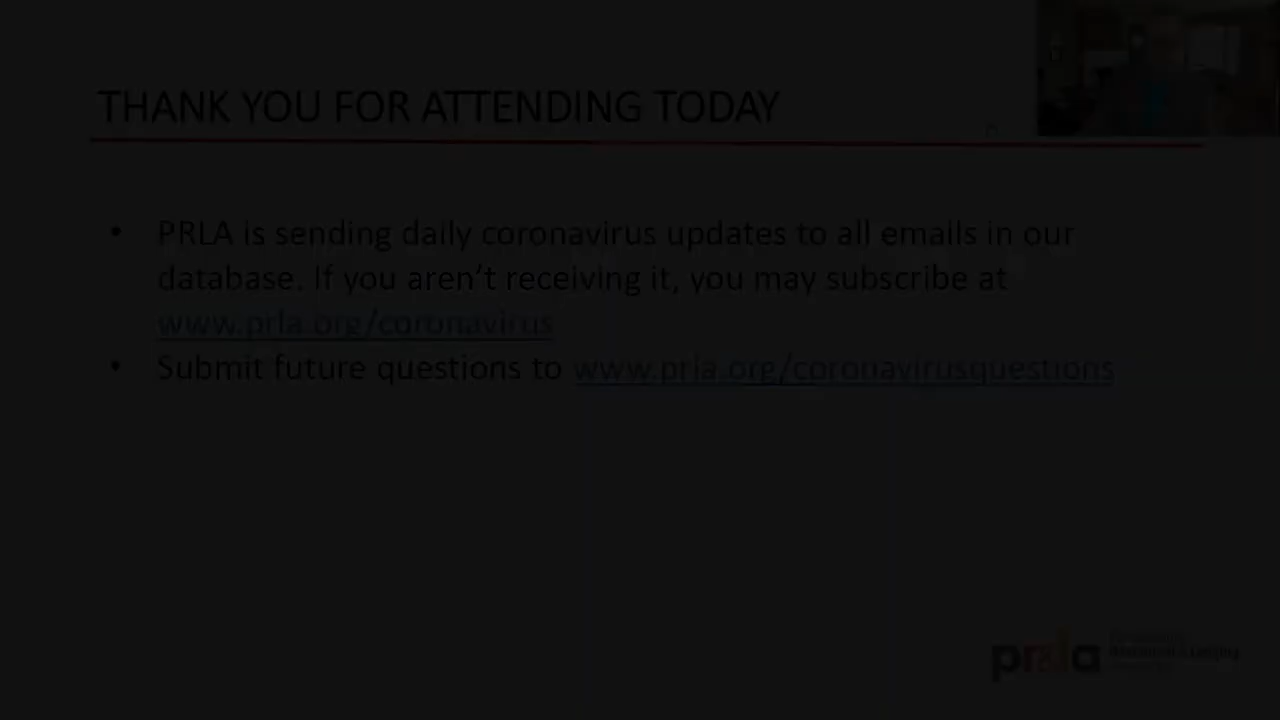 THANK YOU FOR ATTENDING TODAY
• PRLA is sending daily coronavirus updates to all emails in our
database. If you aren't receiving it, you may subscribe at
www.prla.org/coronavirus
• Submit future questions to www.prla.org/coronavirusquestions
prla
Restaurant & Lodging